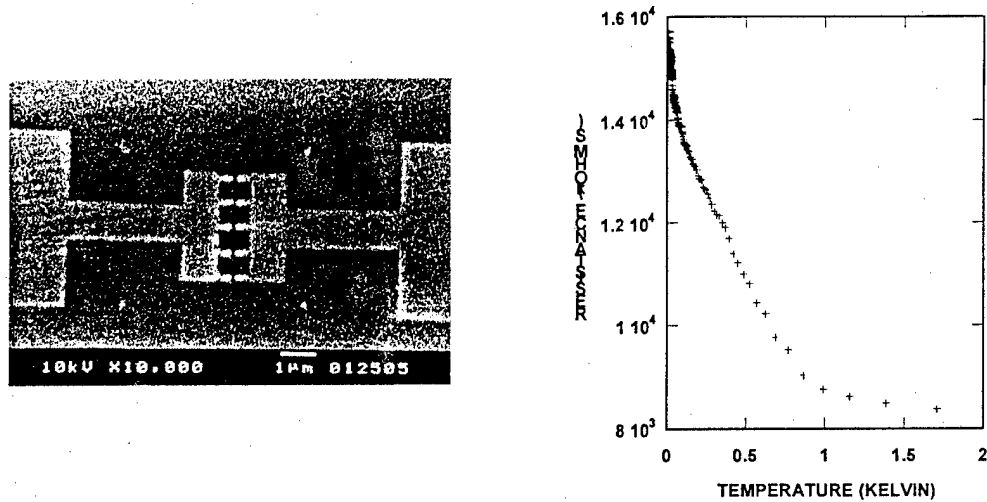 10kV X10,000 1µm 012505
1.6 10⁴
1.4 10⁴
1.2 10⁴
1 10⁴
8 10³
RESISTANCE (OHMS)
0 0.5 1 1.5 2
TEMPERATURE (KELVIN)